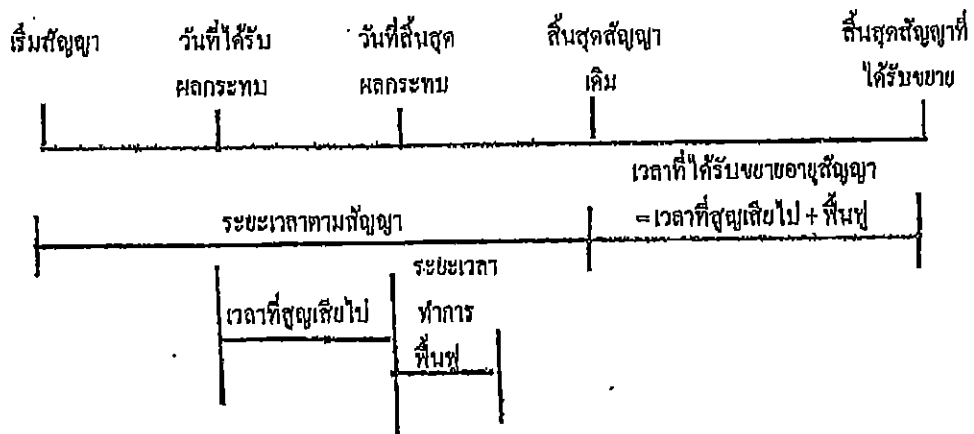 เริ่มสัญญา วันที่ได้รับ วันที่สิ้นสุด สิ้นสุดสัญญา สิ้นสุดสัญญาที่
ผลกระทบ ผลกระทบ เดิม ได้รับขยาย
เวลาที่ได้รับขยายอายุสัญญา
ระยะเวลาตามสัญญา =เวลาที่สูญเสียไป + ฟื้นฟู
ระยะเวลา
เวลาที่สูญเสียไป ทำการ
ฟื้นฟู